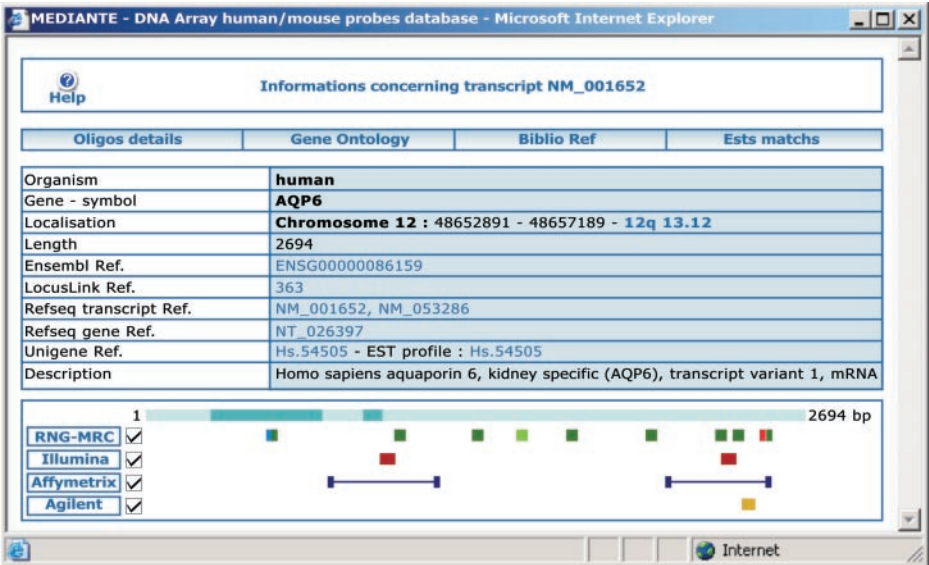 MEDIANTE - DNA Array human/mouse probes database - Microsoft Internet Explorer
Help
Informations concerning transcript NM_001652
Oligos details Gene Ontology Biblio Ref Ests matchs
Organism human
Gene - symbol AQP6
Localisation Chromosome 12 : 48652891 - 48657189 - 12q 13.12
Length 2694
Ensembl Ref. ENSG00000086159
LocusLink Ref. 363
Refseq transcript Ref. NM_001652, NM_053286
Refseq gene Ref. NT_026397
Unigene Ref. Hs.54505 - EST profile : Hs.54505
Description Homo sapiens aquaporin 6, kidney specific (AQP6), transcript variant 1, mRNA
1 2694 bp
RNG-MRC
Illumina
Affymetrix
Agilent
Internet